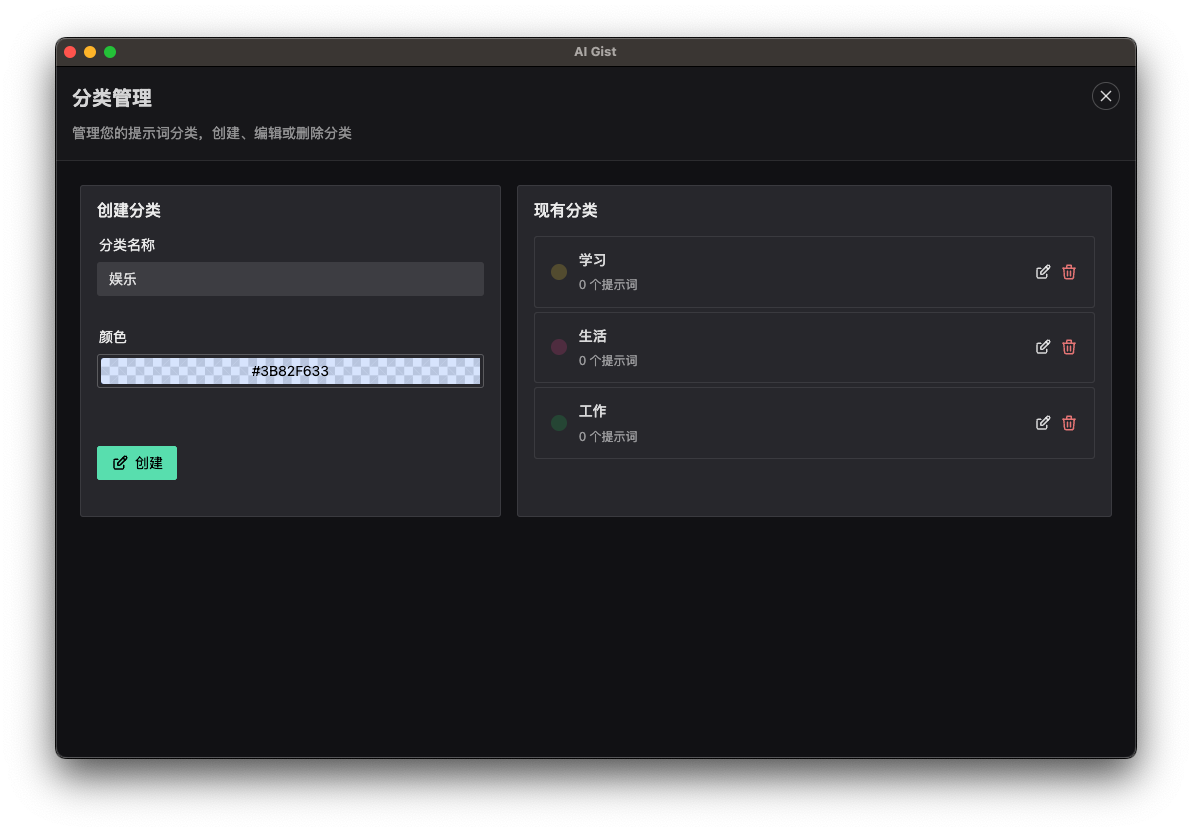 AI Gist
分类管理
管理您的提示词分类，创建、编辑或删除分类
创建分类
分类名称
娱乐
颜色
#3B82F633
创建
现有分类
学习
0 个提示词
生活
0 个提示词
工作
0 个提示词